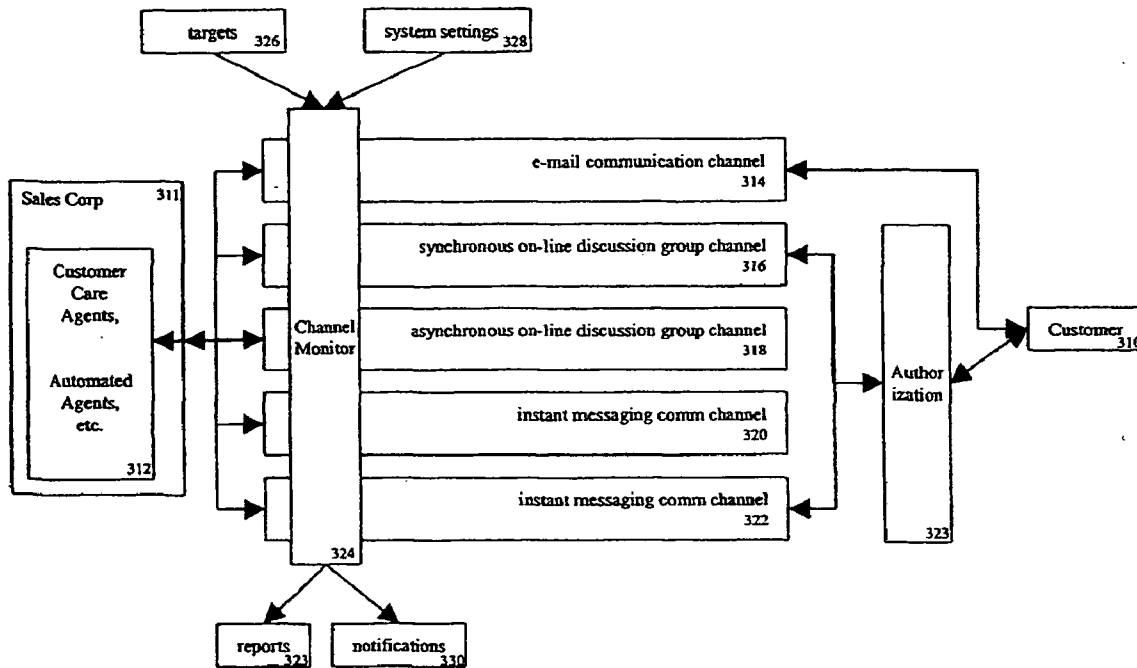 targets
326
system settings
328
e-mail communication channel
314
Sales Corp
311
synchronous on-line discussion group channel
316
Customer
Care
Agents,
Automated
Agents,
etc.
312
Channel
Monitor
324
asynchronous on-line discussion group channel
318
instant messaging comm channel
320
instant messaging comm channel
322
Author
ization
323
Customer
310
reports
323
notifications
330